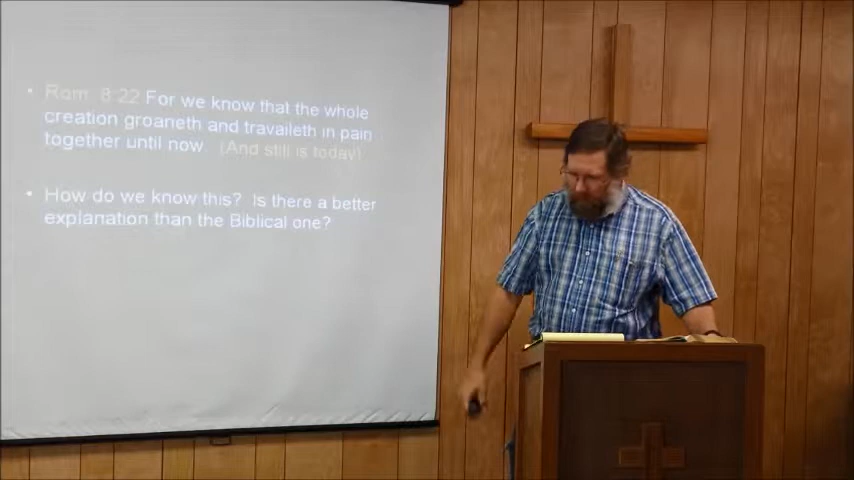 Rom. 8:22 For we know that the whole
creation groaneth and travaileth in pain
together until now. (And still is today)
How do we know this? Is there a better
explanation than the Biblical one?